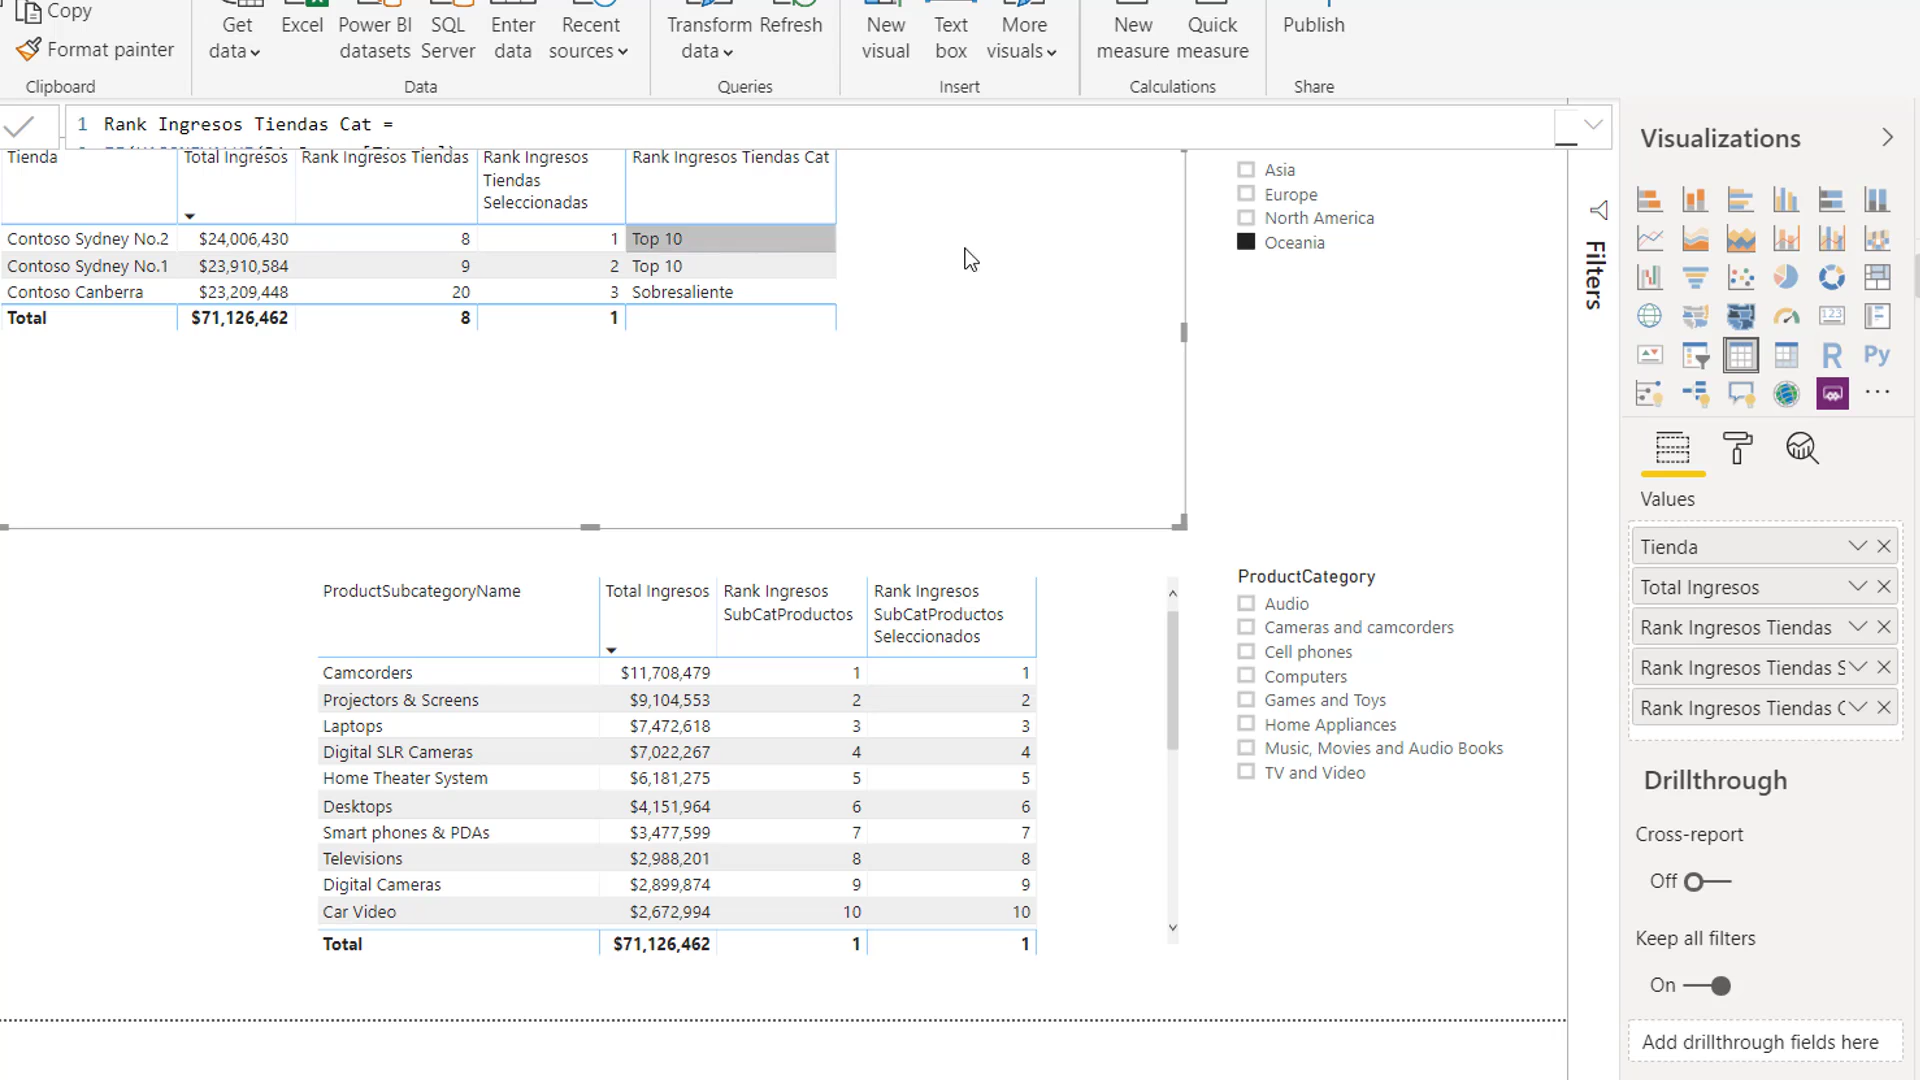 Copy
Format painter
Clipboard
Get data
Excel
Power BI datasets
SQL Server
Enter data
Recent sources
Data
Transform data
Refresh
Queries
New visual
Text box
More visuals
Insert
New measure
Quick measure
Calculations
Publish
Share
1 Rank Ingresos Tiendas Cat =
Tienda Total Ingresos Rank Ingresos Tiendas Rank Ingresos Tiendas Seleccionadas Rank Ingresos Tiendas Cat
Contoso Sydney No.2 $24,006,430 8 1 Top 10
Contoso Sydney No.1 $23,910,584 9 2 Top 10
Contoso Canberra $23,209,448 20 3 Sobresaliente
Total $71,126,462 8 1
Asia
Europe
North America
Oceania
ProductSubcategoryName Total Ingresos Rank Ingresos SubCatProductos Rank Ingresos SubCatProductos Seleccionados
Camcorders $11,708,479 1 1
Projectors & Screens $9,104,553 2 2
Laptops $7,472,618 3 3
Digital SLR Cameras $7,022,267 4 4
Home Theater System $6,181,275 5 5
Desktops $4,151,964 6 6
Smart phones & PDAs $3,477,599 7 7
Televisions $2,988,201 8 8
Digital Cameras $2,899,874 9 9
Car Video $2,672,994 10 10
Total $71,126,462 1 1
ProductCategory
Audio
Cameras and camcorders
Cell phones
Computers
Games and Toys
Home Appliances
Music, Movies and Audio Books
TV and Video
Filters
Visualizations
123
R
Py
Values
Tienda
Total Ingresos
Rank Ingresos Tiendas
Rank Ingresos Tiendas S
Rank Ingresos Tiendas C
Drillthrough
Cross-report
Off
Keep all filters
On
Add drillthrough fields here